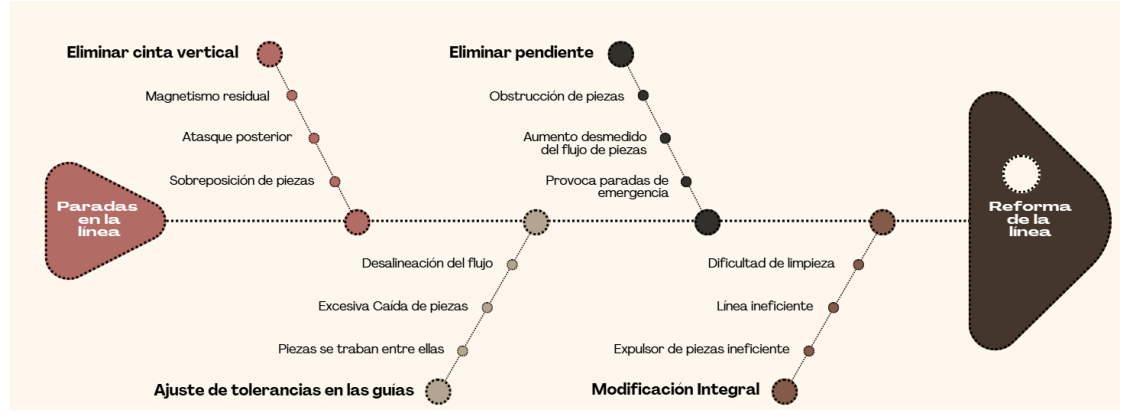 Eliminar cinta vertical
Magnetismo residual
Atasque posterior
Sobreposición de piezas
Eliminar pendiente
Obstrucción de piezas
Aumento desmedido
del flujo de piezas
Provoca paradas de
emergencia
Paradas
en la
línea
Reforma
de la
línea
Desalineación del flujo
Excesiva Caída de piezas
Piezas se traban entre ellas
Ajuste de tolerancias en las guías
Dificultad de limpieza
Línea ineficiente
Expulsor de piezas ineficiente
Modificación Integral